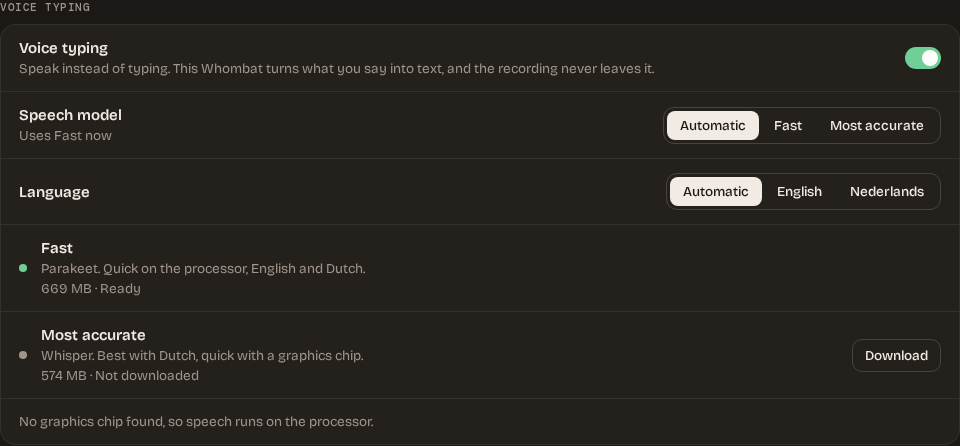 VOICE TYPING
Voice typing
Speak instead of typing. This Whombat turns what you say into text, and the recording never leaves it.
Speech model
Uses Fast now
Automatic Fast Most accurate
Language
Automatic English Nederlands
Fast
Parakeet. Quick on the processor, English and Dutch.
669 MB · Ready
Most accurate
Whisper. Best with Dutch, quick with a graphics chip.
574 MB · Not downloaded
Download
No graphics chip found, so speech runs on the processor.